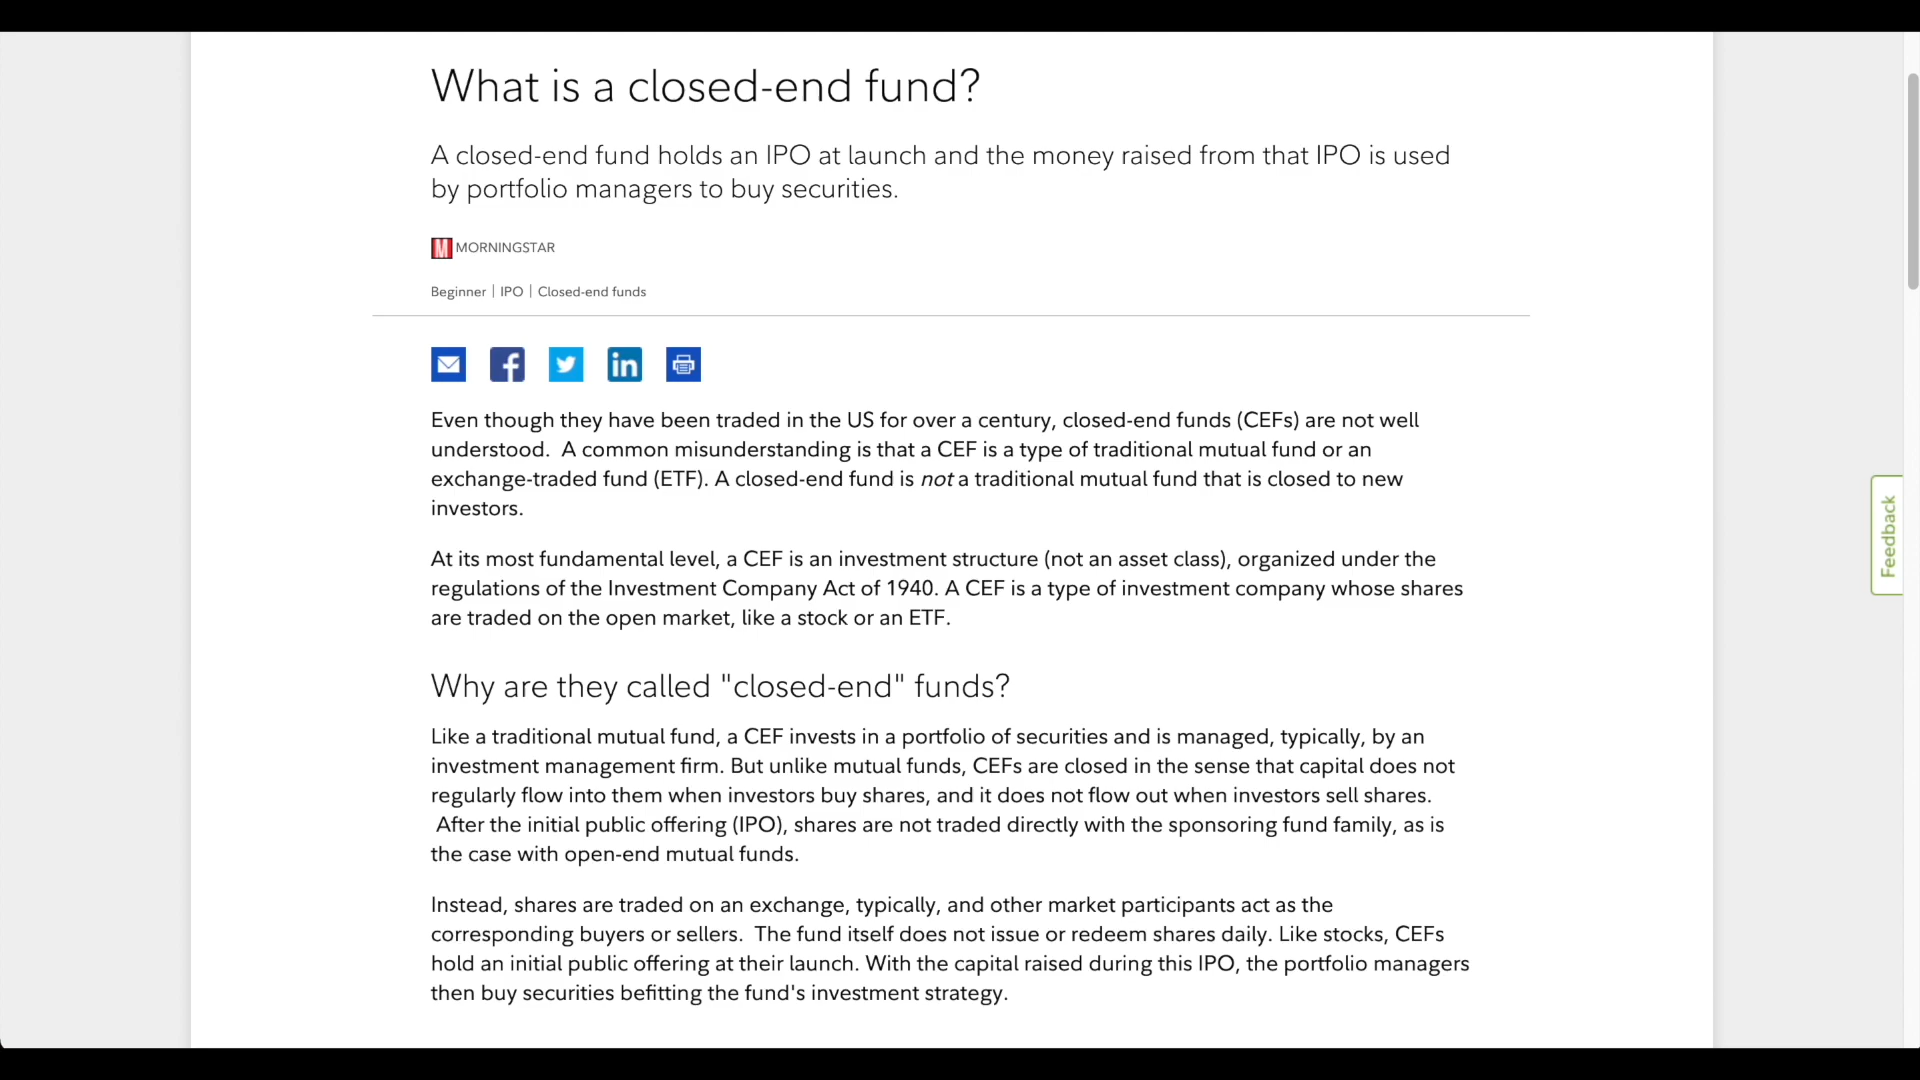 What is a closed-end fund?
A closed-end fund holds an IPO at launch and the money raised from that IPO is used
by portfolio managers to buy securities.
M MORNINGSTAR
Beginner | IPO | Closed-end funds
Even though they have been traded in the US for over a century, closed-end funds (CEFs) are not well
understood.  A common misunderstanding is that a CEF is a type of traditional mutual fund or an
exchange-traded fund (ETF). A closed-end fund is not a traditional mutual fund that is closed to new
investors.
At its most fundamental level, a CEF is an investment structure (not an asset class), organized under the
regulations of the Investment Company Act of 1940. A CEF is a type of investment company whose shares
are traded on the open market, like a stock or an ETF.
Feedback
Why are they called "closed-end" funds?
Like a traditional mutual fund, a CEF invests in a portfolio of securities and is managed, typically, by an
investment management firm. But unlike mutual funds, CEFs are closed in the sense that capital does not
regularly flow into them when investors buy shares, and it does not flow out when investors sell shares.
After the initial public offering (IPO), shares are not traded directly with the sponsoring fund family, as is
the case with open-end mutual funds.
Instead, shares are traded on an exchange, typically, and other market participants act as the
corresponding buyers or sellers.  The fund itself does not issue or redeem shares daily. Like stocks, CEFs
hold an initial public offering at their launch. With the capital raised during this IPO, the portfolio managers
then buy securities befitting the fund's investment strategy.